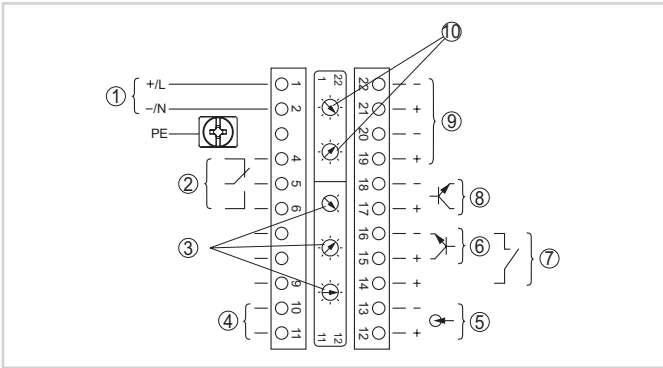 ⑩
① +/L 1 1 22 22 − ⑨
−/N 2 21 +
PE 20 −
② 4 19 +
5 18 − ⑧
6 17 +
③ 16 − ⑥ ⑦
15 +
9 14 +
④ 10 13 − ⑤
11 11 12 12 +